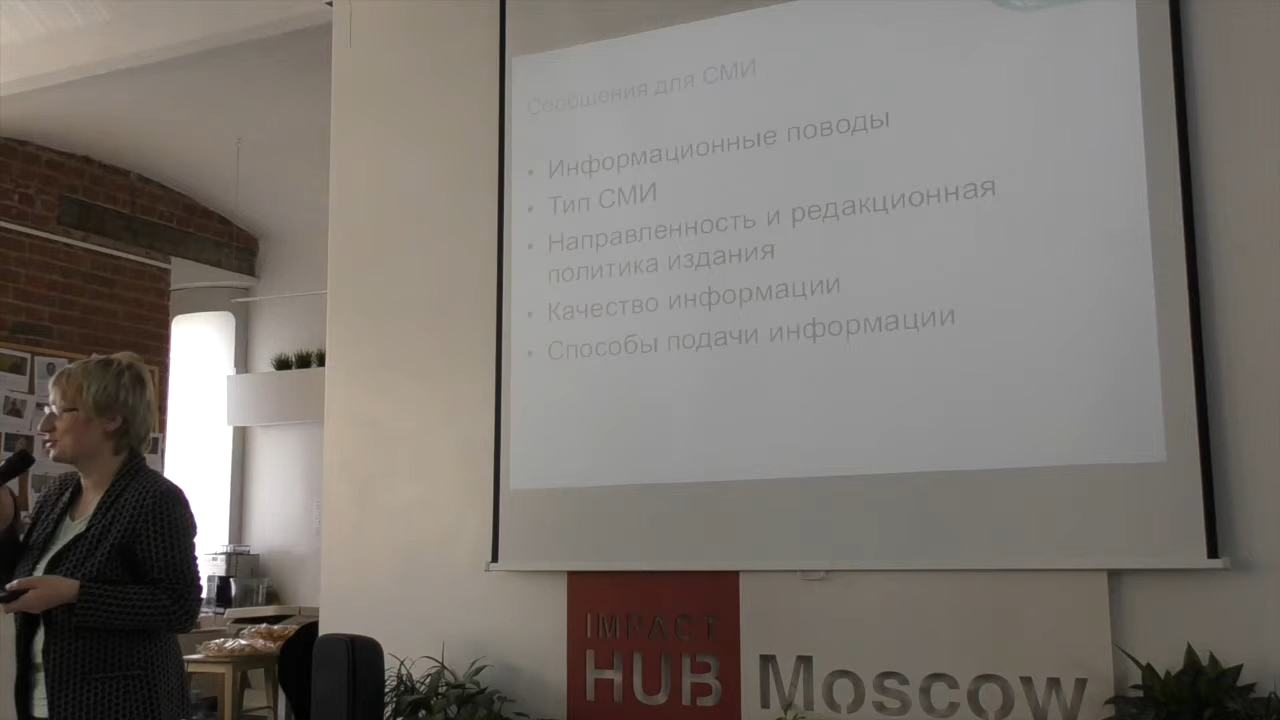 Сообщения для СМИ
• Информационные поводы
• Тип СМИ
• Направленность и редакционная
политика издания
• Качество информации
• Способы подачи информации
IMPACT
HUB
Moscow